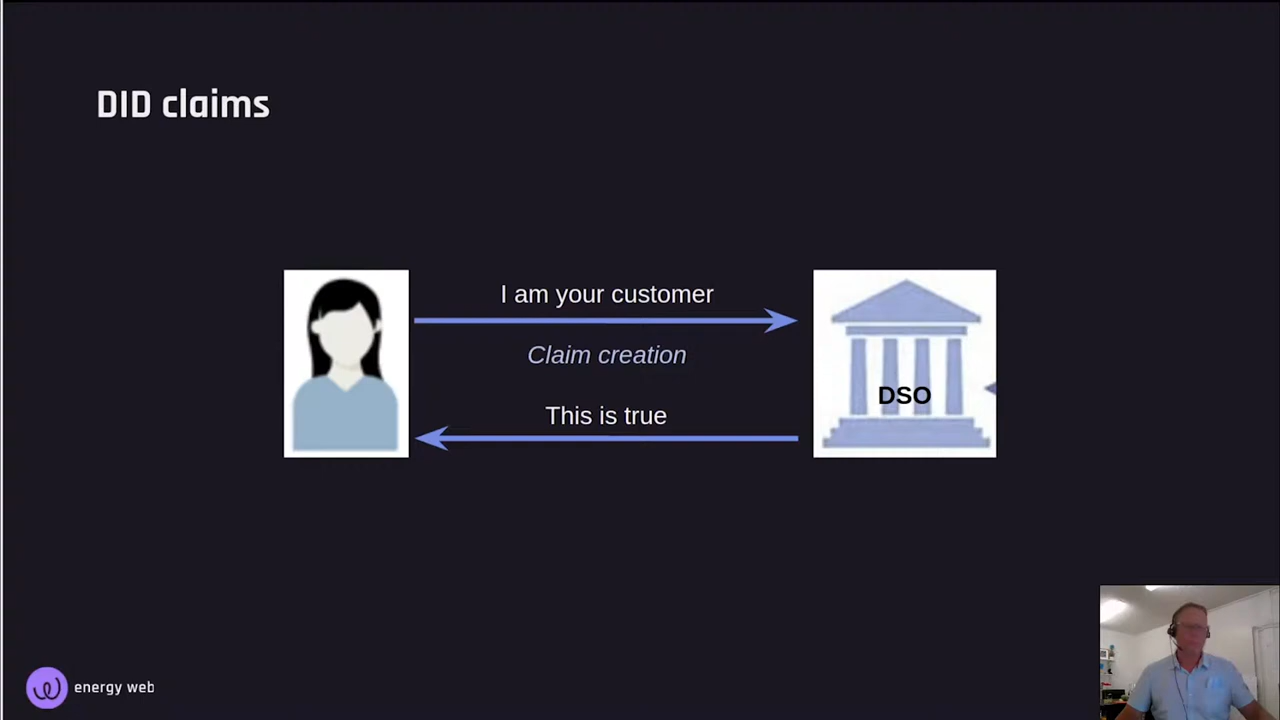 DID claims
I am your customer
Claim creation
This is true
DSO
energy web